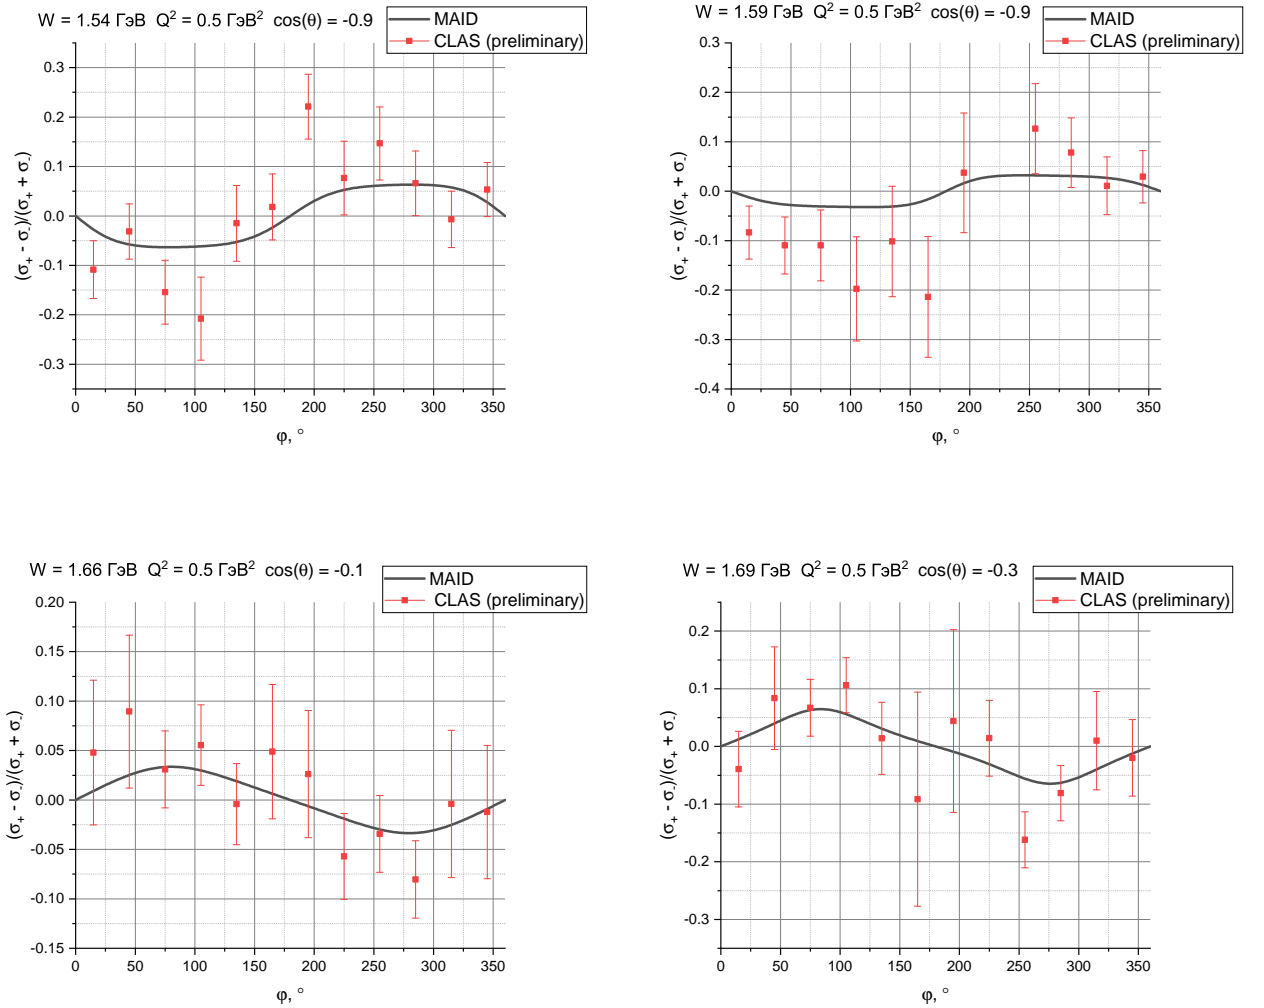 W = 1.54 ГэВ Q² = 0.5 ГэВ² cos(θ) = -0.9
MAID
CLAS (preliminary)
0.3
0.2
0.1
0.0
-0.1
-0.2
-0.3
(σ₊ - σ₋)/(σ₊ + σ₋)
0 50 100 150 200 250 300 350
φ, °
W = 1.59 ГэВ Q² = 0.5 ГэВ² cos(θ) = -0.9
MAID
CLAS (preliminary)
0.3
0.2
0.1
0.0
-0.1
-0.2
-0.3
-0.4
(σ₊ - σ₋)/(σ₊ + σ₋)
0 50 100 150 200 250 300 350
φ, °
W = 1.66 ГэВ Q² = 0.5 ГэВ² cos(θ) = -0.1
MAID
CLAS (preliminary)
0.20
0.15
0.10
0.05
0.00
-0.05
-0.10
-0.15
(σ₊ - σ₋)/(σ₊ + σ₋)
0 50 100 150 200 250 300 350
φ, °
W = 1.69 ГэВ Q² = 0.5 ГэВ² cos(θ) = -0.3
MAID
CLAS (preliminary)
0.2
0.1
0.0
-0.1
-0.2
-0.3
(σ₊ - σ₋)/(σ₊ + σ₋)
0 50 100 150 200 250 300 350
φ, °